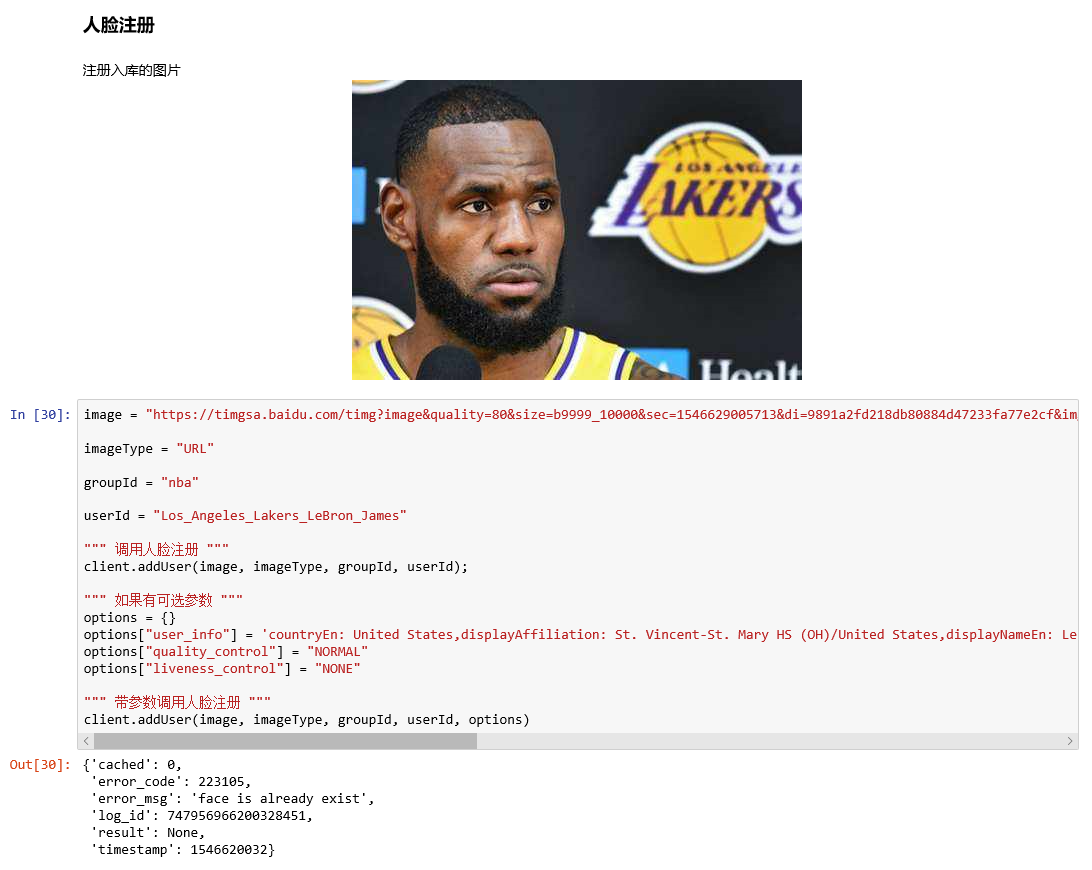 人脸注册
注册入库的图片
LOS ANGELES
LAKERS
Healt
In [30]:
image = "https://timgsa.baidu.com/timg?image&quality=80&size=b9999_10000&sec=1546629005713&di=9891a2fd218db80884d47233fa77e2cf&im
imageType = "URL"
groupId = "nba"
userId = "Los_Angeles_Lakers_LeBron_James"
""" 调用人脸注册 """
client.addUser(image, imageType, groupId, userId);
""" 如果有可选参数 """
options = {}
options["user_info"] = 'countryEn: United States,displayAffiliation: St. Vincent-St. Mary HS (OH)/United States,displayNameEn: Le
options["quality_control"] = "NORMAL"
options["liveness_control"] = "NONE"
""" 带参数调用人脸注册 """
client.addUser(image, imageType, groupId, userId, options)
Out[30]:
{'cached': 0,
'error_code': 223105,
'error_msg': 'face is already exist',
'log_id': 747956966200328451,
'result': None,
'timestamp': 1546620032}